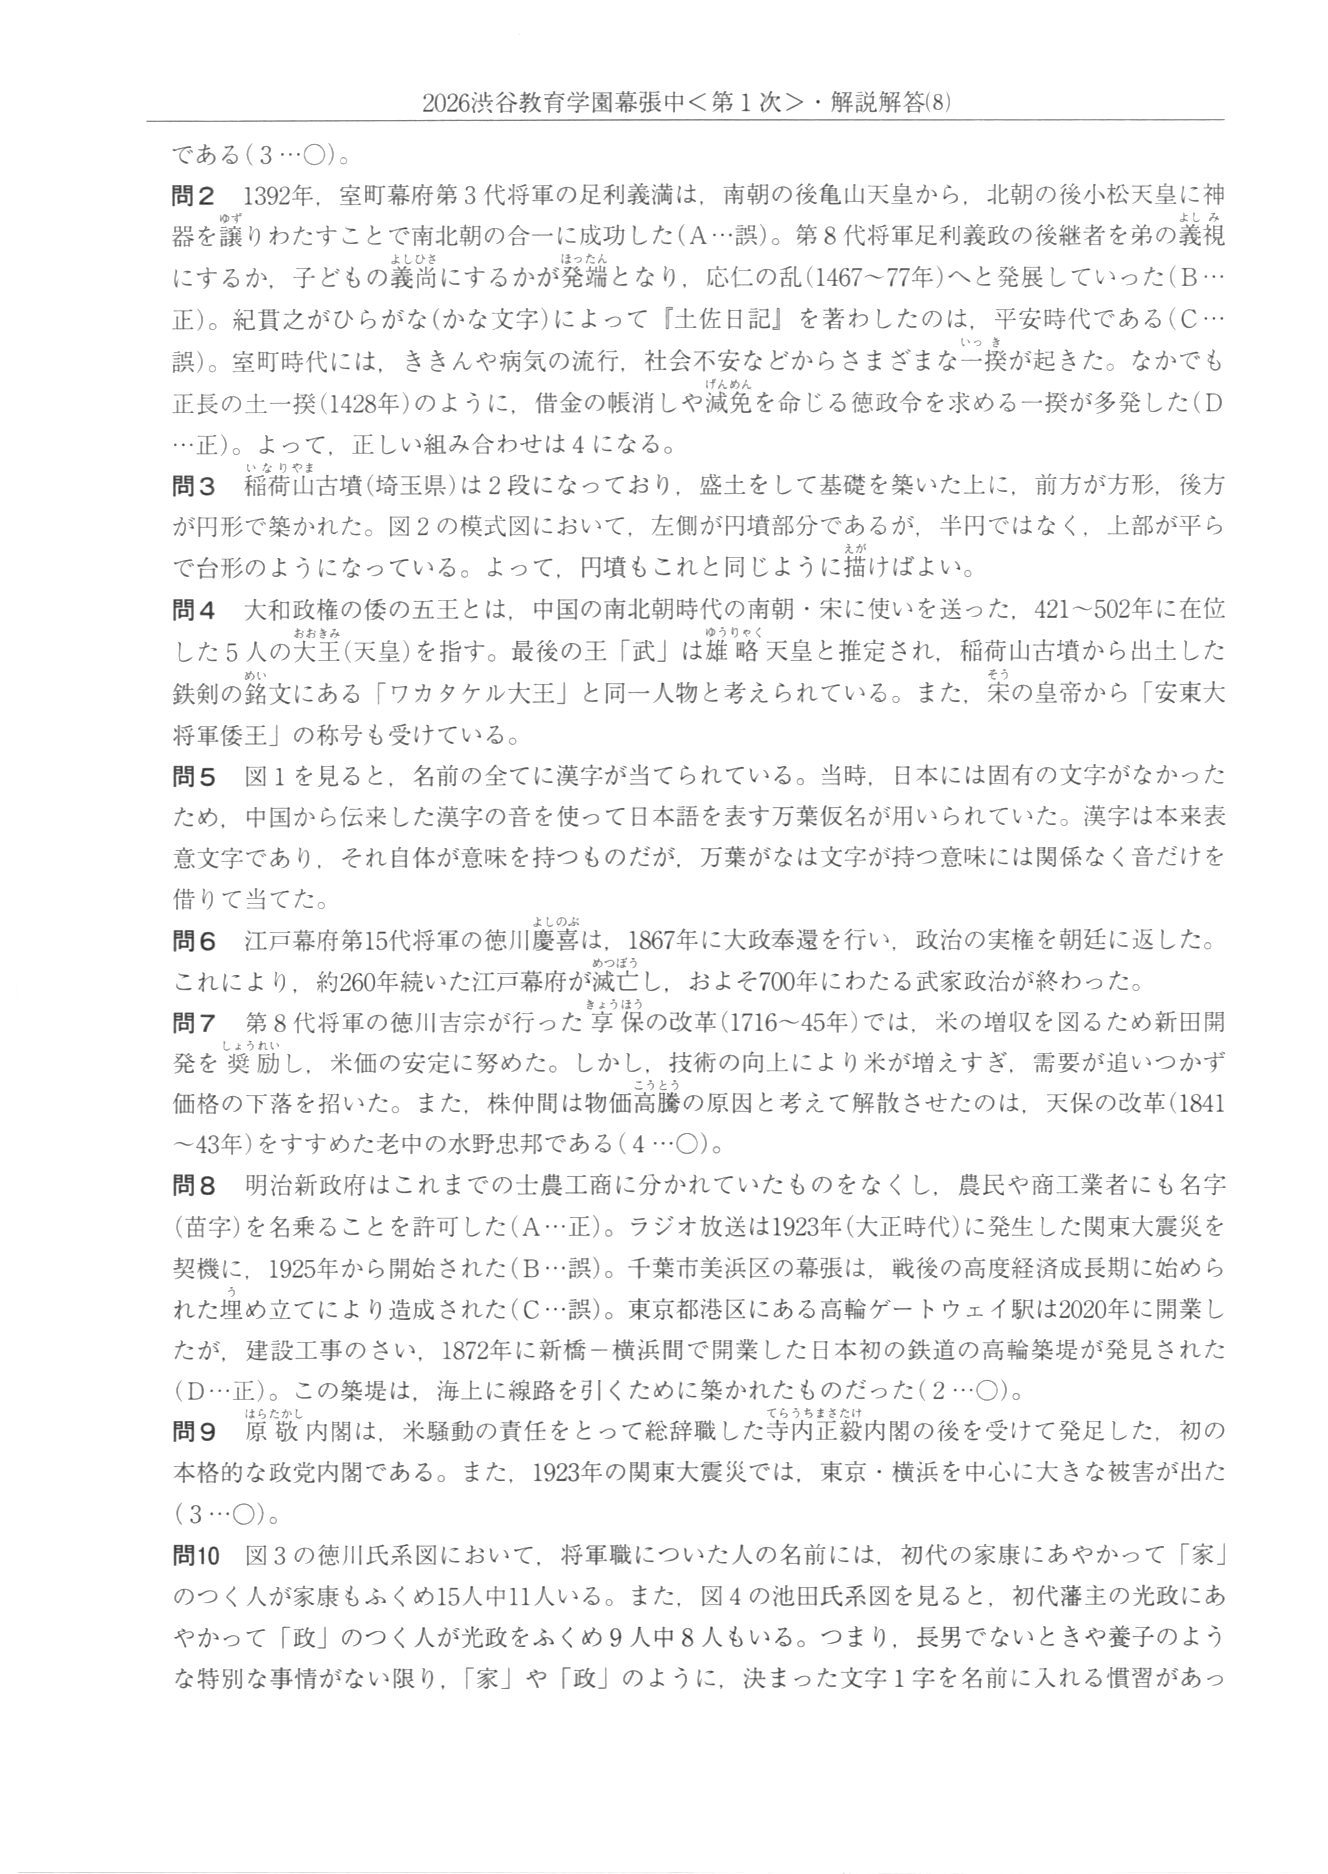 2026渋谷教育学園幕張中＜第１次＞・解説解答(8)
である(３…○)。
問２　1392年，室町幕府第３代将軍の足利義満は，南朝の後亀山天皇から，北朝の後小松天皇に神
器を譲りわたすことで南北朝の合一に成功した(Ａ…誤)。第８代将軍足利義政の後継者を弟の義視
にするか，子どもの義尚にするかが発端となり，応仁の乱(1467～77年)へと発展していった(Ｂ…
正)。紀貫之がひらがな(かな文字)によって『土佐日記』を著わしたのは，平安時代である(Ｃ…
誤)。室町時代には，ききんや病気の流行，社会不安などからさまざまな一揆が起きた。なかでも
正長の土一揆(1428年)のように，借金の帳消しや減免を命じる徳政令を求める一揆が多発した(Ｄ
…正)。よって，正しい組み合わせは４になる。
問３　稲荷山古墳(埼玉県)は２段になっており，盛土をして基礎を築いた上に，前方が方形，後方
が円形で築かれた。図２の模式図において，左側が円墳部分であるが，半円ではなく，上部が平ら
で台形のようになっている。よって，円墳もこれと同じように描けばよい。
問４　大和政権の倭の五王とは，中国の南北朝時代の南朝・宋に使いを送った，421～502年に在位
した５人の大王(天皇)を指す。最後の王「武」は雄略天皇と推定され，稲荷山古墳から出土した
鉄剣の銘文にある「ワカタケル大王」と同一人物と考えられている。また，宋の皇帝から「安東大
将軍倭王」の称号も受けている。
問５　図１を見ると，名前の全てに漢字が当てられている。当時，日本には固有の文字がなかった
ため，中国から伝来した漢字の音を使って日本語を表す万葉仮名が用いられていた。漢字は本来表
意文字であり，それ自体が意味を持つものだが，万葉がなは文字が持つ意味には関係なく音だけを
借りて当てた。
問６　江戸幕府第15代将軍の徳川慶喜は，1867年に大政奉還を行い，政治の実権を朝廷に返した。
これにより，約260年続いた江戸幕府が滅亡し，およそ700年にわたる武家政治が終わった。
問７　第８代将軍の徳川吉宗が行った享保の改革(1716～45年)では，米の増収を図るため新田開
発を奨励し，米価の安定に努めた。しかし，技術の向上により米が増えすぎ，需要が追いつかず
価格の下落を招いた。また，株仲間は物価高騰の原因と考えて解散させたのは，天保の改革(1841
～43年)をすすめた老中の水野忠邦である(４…○)。
問８　明治新政府はこれまでの士農工商に分かれていたものをなくし，農民や商工業者にも名字
(苗字)を名乗ることを許可した(Ａ…正)。ラジオ放送は1923年(大正時代)に発生した関東大震災を
契機に，1925年から開始された(Ｂ…誤)。千葉市美浜区の幕張は，戦後の高度経済成長期に始めら
れた埋め立てにより造成された(Ｃ…誤)。東京都港区にある高輪ゲートウェイ駅は2020年に開業し
たが，建設工事のさい，1872年に新橋－横浜間で開業した日本初の鉄道の高輪築堤が発見された
(Ｄ…正)。この築堤は，海上に線路を引くために築かれたものだった(２…○)。
問９　原敬内閣は，米騒動の責任をとって総辞職した寺内正毅内閣の後を受けて発足した，初の
本格的な政党内閣である。また，1923年の関東大震災では，東京・横浜を中心に大きな被害が出た
(３…○)。
問10　図３の徳川氏系図において，将軍職についた人の名前には，初代の家康にあやかって「家」
のつく人が家康もふくめ15人中11人いる。また，図４の池田氏系図を見ると，初代藩主の光政にあ
やかって「政」のつく人が光政をふくめ９人中８人もいる。つまり，長男でないときや養子のよう
な特別な事情がない限り，「家」や「政」のように，決まった文字１字を名前に入れる慣習があっ